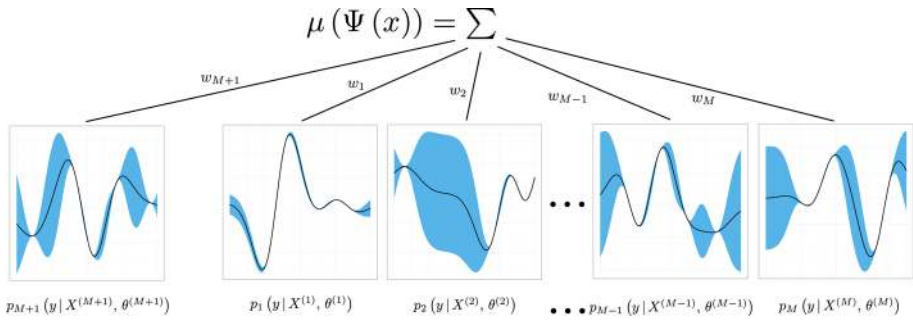 μ (Ψ (x)) = ∑
w_{M+1} w_1 w_2 w_{M−1} w_M
• • •
p_{M+1} (y | X^{(M+1)}, θ^{(M+1)}) p_1 (y | X^{(1)}, θ^{(1)}) p_2 (y | X^{(2)}, θ^{(2)}) • • • p_{M−1} (y | X^{(M−1)}, θ^{(M−1)}) p_M (y | X^{(M)}, θ^{(M)})